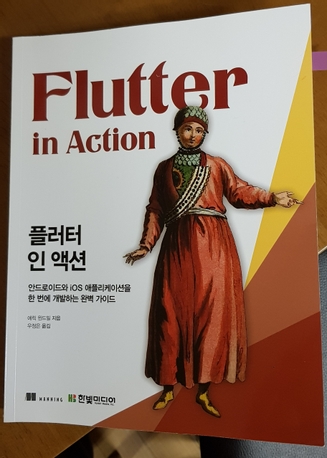 Flutter
in Action
플러터
인 액션
안드로이드와 iOS 애플리케이션을
한 번에 개발하는 완벽 가이드
에릭 윈드밀 지음
우정은 옮김
MANNING 한빛미디어